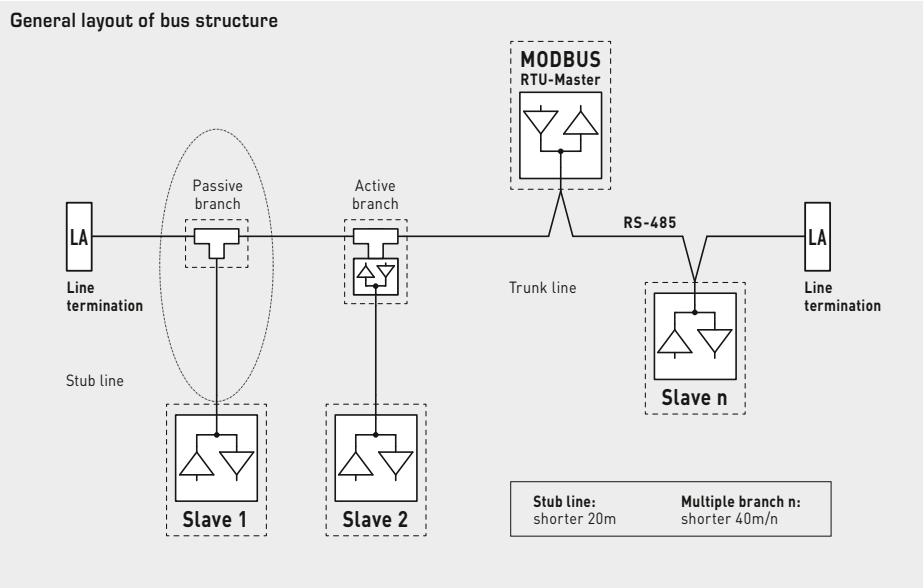 General layout of bus structure
MODBUS
RTU-Master
Passive
branch
Active
branch
LA
RS-485
LA
Line
termination
Trunk line
Line
termination
Stub line
Slave n
Slave 1
Slave 2
Stub line:
shorter 20m
Multiple branch n:
shorter 40m/n